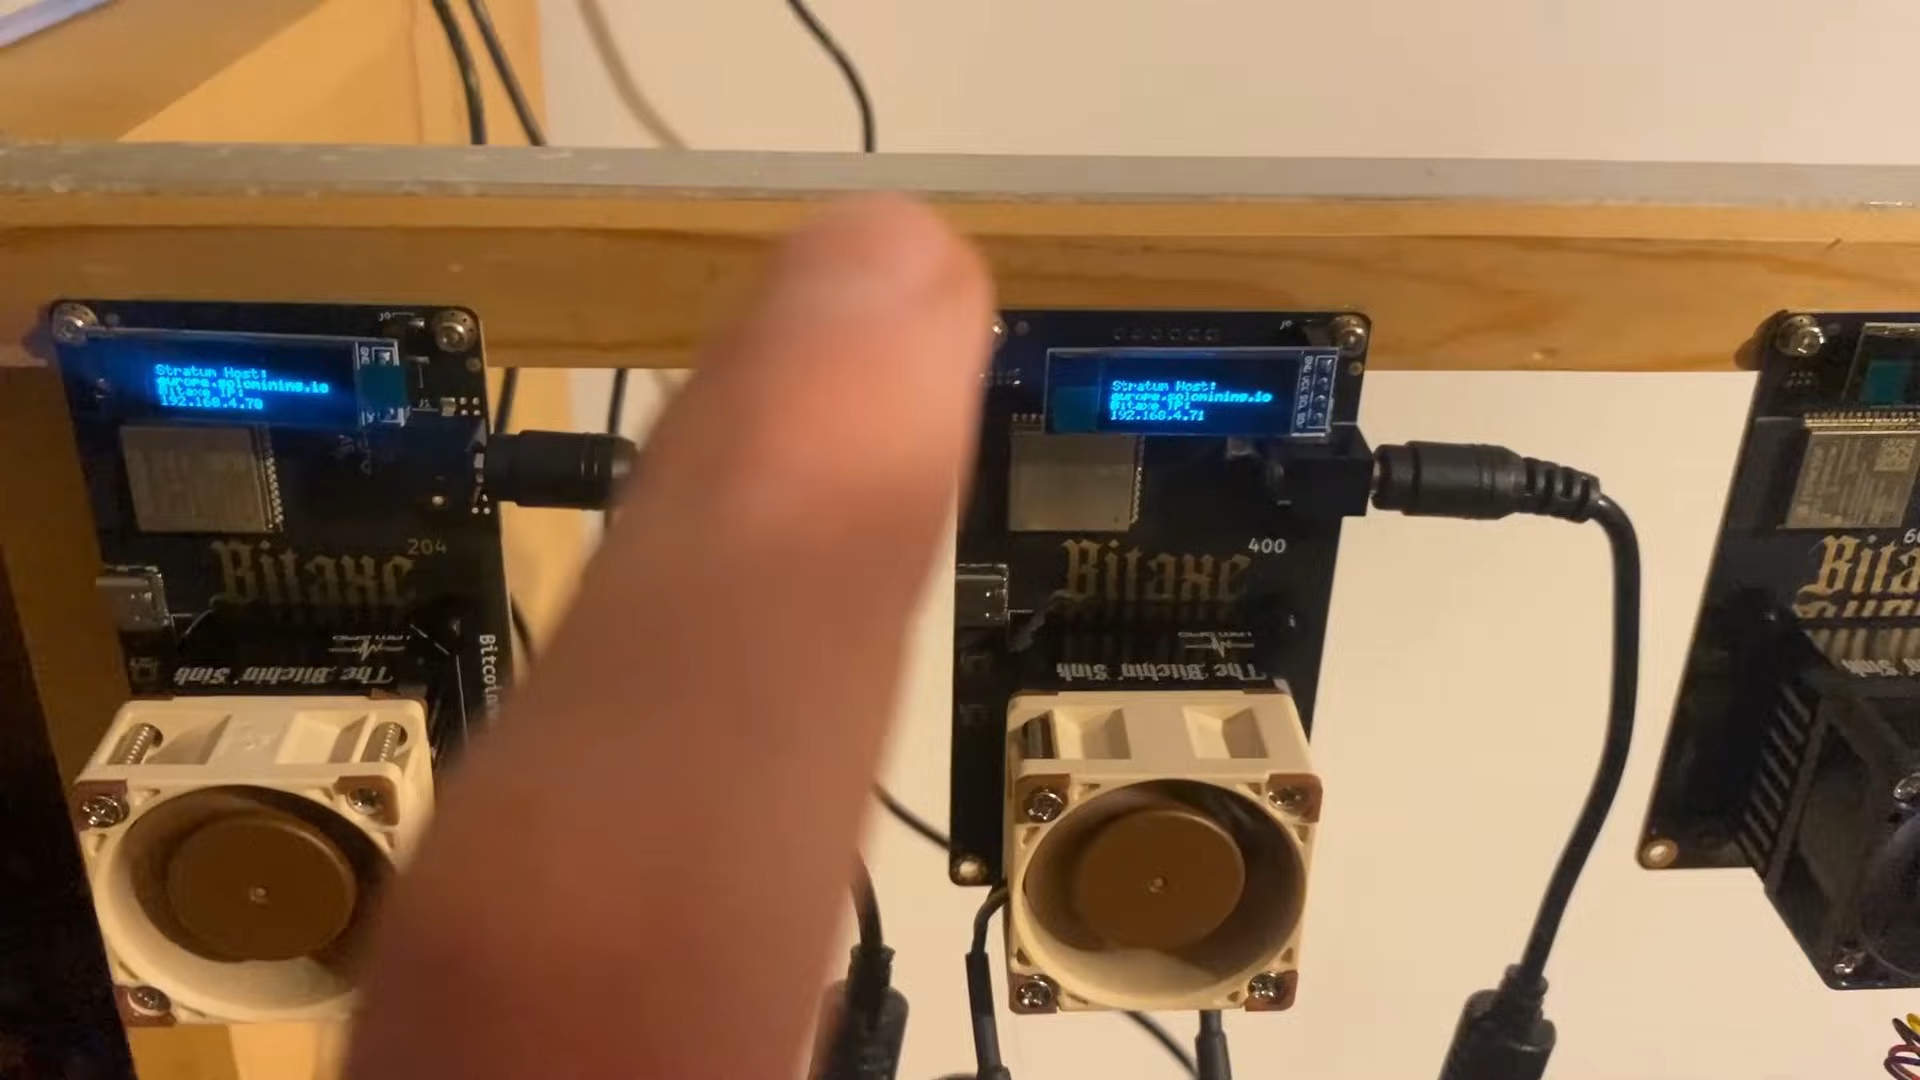 Stratum Host:
europe.solomining.io
Bitaxe IP:
192.168.4.70
204
Bitaxe
The Bitchin' Sink
Stratum Host:
europe.solomining.io
Bitaxe IP:
192.168.4.71
400
Bitaxe
The Bitchin' Sink